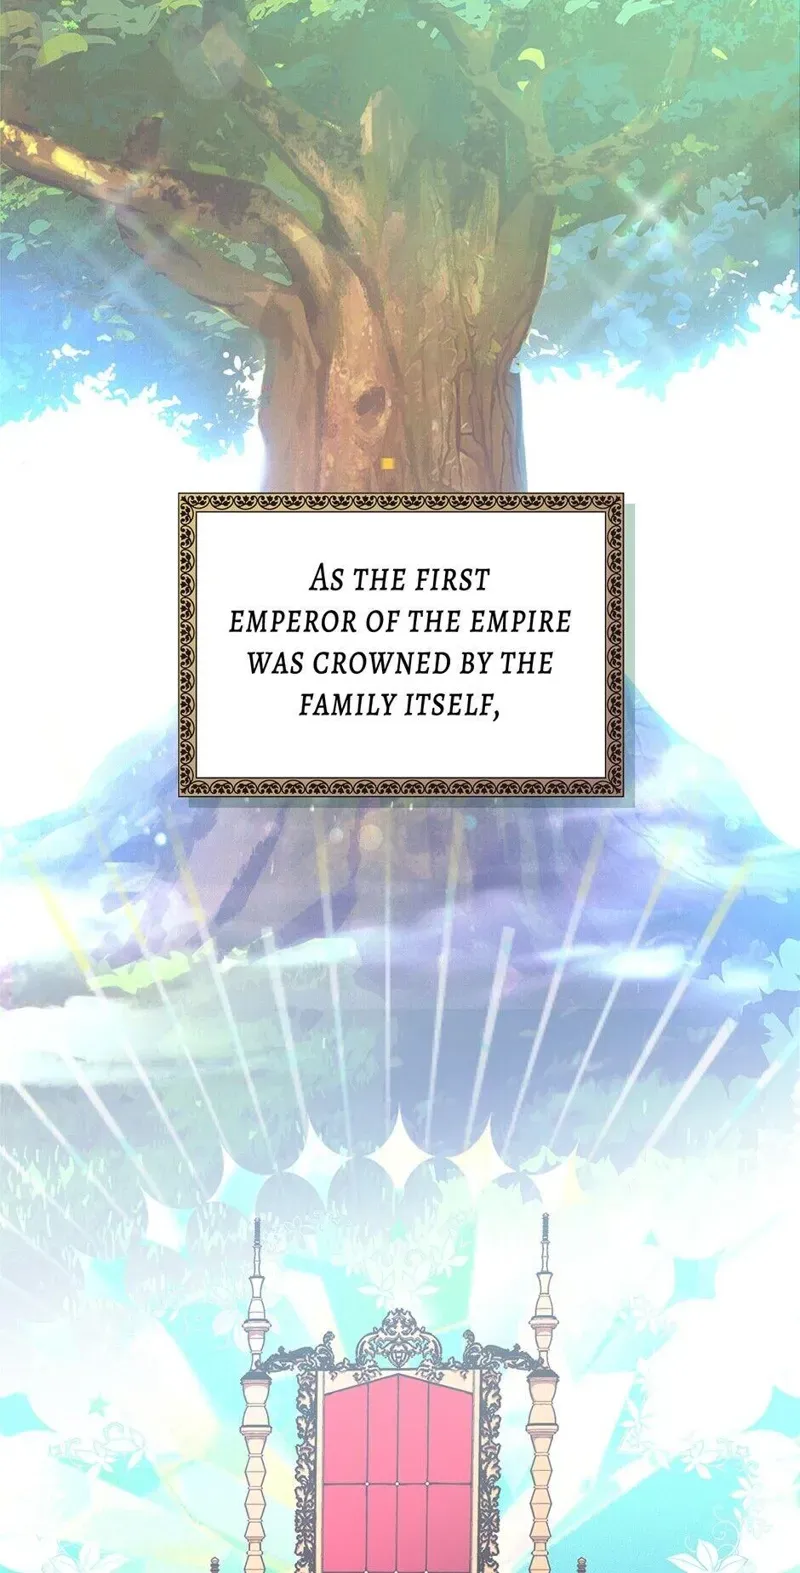 AS THE FIRST
EMPEROR OF THE EMPIRE
WAS CROWNED BY THE
FAMILY ITSELF,